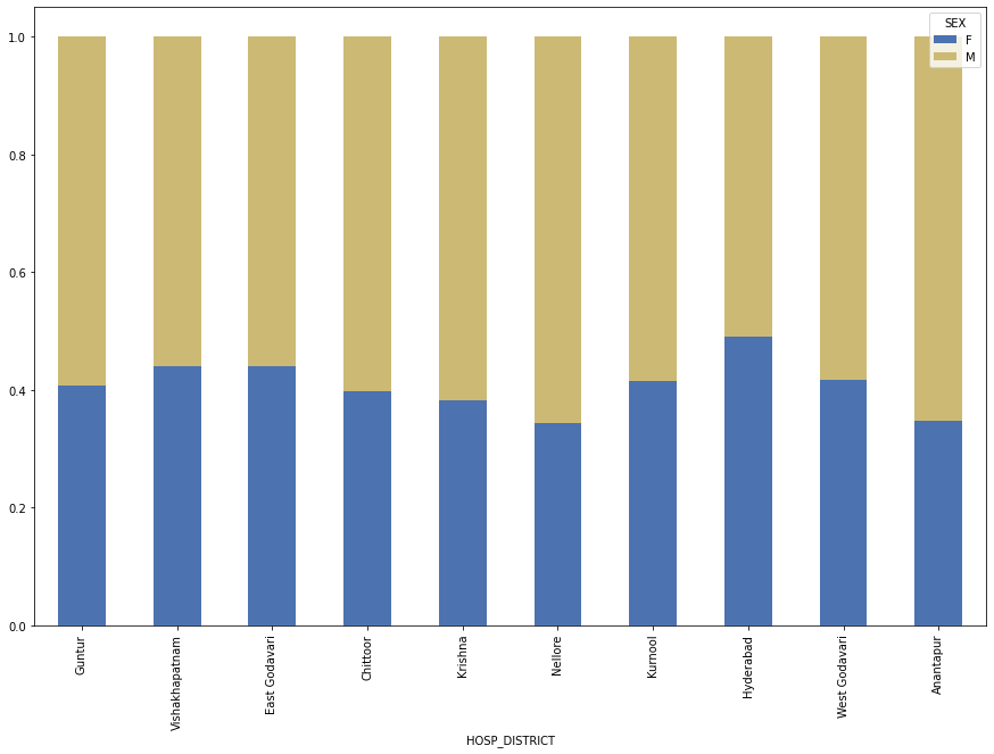 SEX
F
M
1.0
0.8
0.6
0.4
0.2
0.0
Guntur
Vishakhapatnam
East Godavari
Chittoor
Krishna
Nellore
Kurnool
Hyderabad
West Godavari
Anantapur
HOSP_DISTRICT